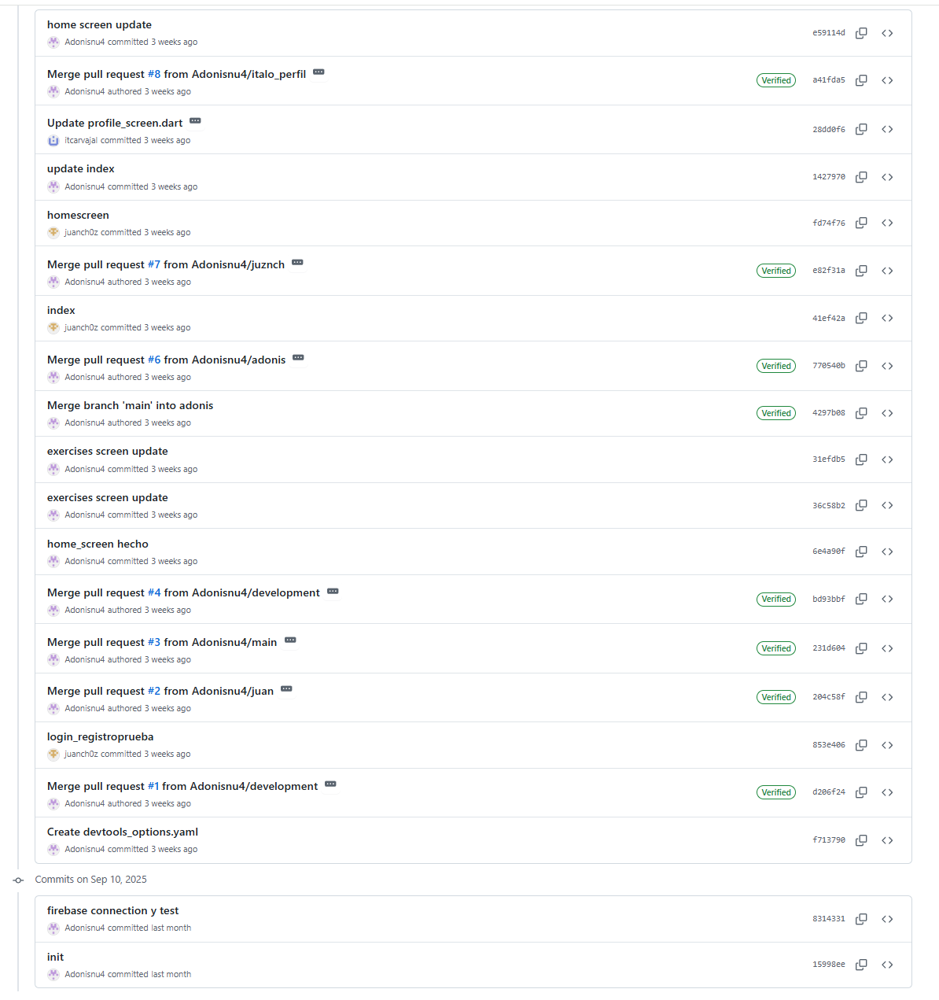 home screen update
e59114d
Adonisnu4 committed 3 weeks ago
Merge pull request #8 from Adonisnu4/italo_perfil
Verified a41fda5
Adonisnu4 authored 3 weeks ago
Update profile_screen.dart
28dd0f6
itcarvajal committed 3 weeks ago
update index
1427970
Adonisnu4 committed 3 weeks ago
homescreen
fd74f76
juanch0z committed 3 weeks ago
Merge pull request #7 from Adonisnu4/juznch
Verified e82f31a
Adonisnu4 authored 3 weeks ago
index
41ef42a
juanch0z committed 3 weeks ago
Merge pull request #6 from Adonisnu4/adonis
Verified 770540b
Adonisnu4 authored 3 weeks ago
Merge branch 'main' into adonis
Verified 4297b08
Adonisnu4 authored 3 weeks ago
exercises screen update
31efdb5
Adonisnu4 committed 3 weeks ago
exercises screen update
36c58b2
Adonisnu4 committed 3 weeks ago
home_screen hecho
6e4a90f
Adonisnu4 committed 3 weeks ago
Merge pull request #4 from Adonisnu4/development
Verified bd93bbf
Adonisnu4 authored 3 weeks ago
Merge pull request #3 from Adonisnu4/main
Verified 231d604
Adonisnu4 authored 3 weeks ago
Merge pull request #2 from Adonisnu4/juan
Verified 204c58f
Adonisnu4 authored 3 weeks ago
login_registroprueba
853e406
juanch0z committed 3 weeks ago
Merge pull request #1 from Adonisnu4/development
Verified d206f24
Adonisnu4 authored 3 weeks ago
Create devtools_options.yaml
f713790
Adonisnu4 committed 3 weeks ago
Commits on Sep 10, 2025
firebase connection y test
8314331
Adonisnu4 committed last month
init
15998ee
Adonisnu4 committed last month